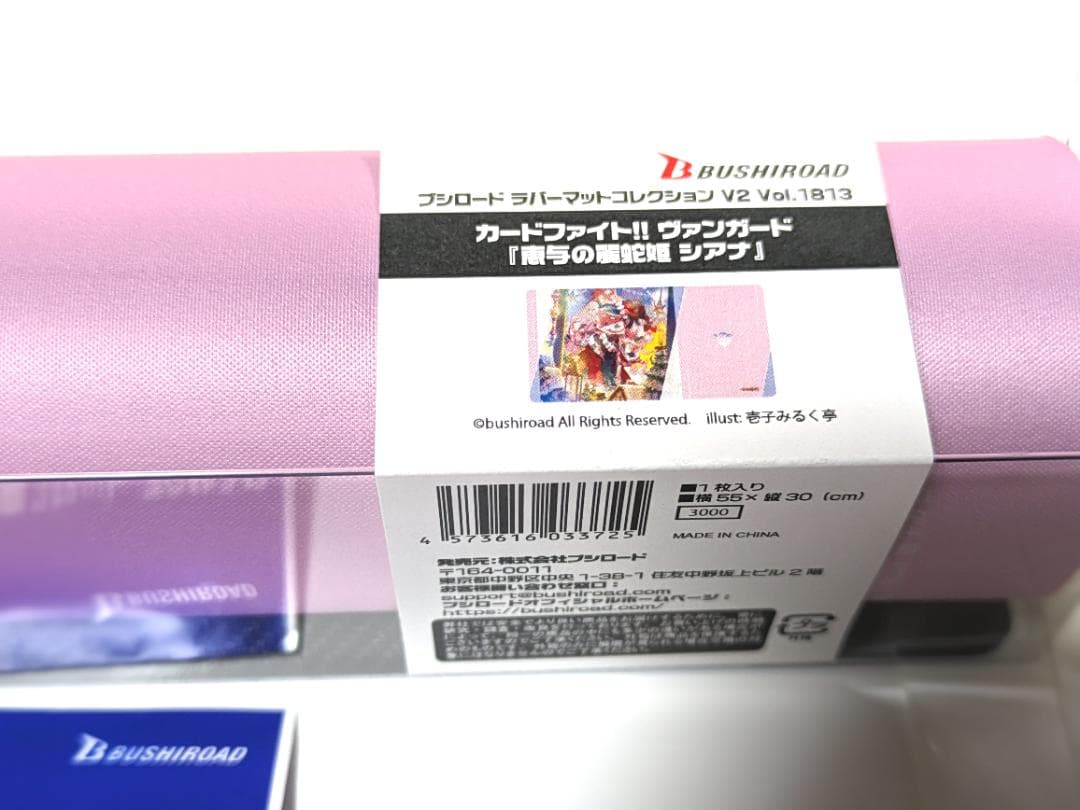 BUSHIROAD
ブシロード ラバーマットコレクション V2 Vol.1813
カードファイト!! ヴァンガード
『恵与の麗蛇姫 シアナ』
©bushiroad All Rights Reserved. illust: 壱子みるく亭
4 573616 033725
■1枚入り
■横55×縦30 (cm)
3000
MADE IN CHINA
発売元:株式会社ブシロード
〒164-0011
東京都中野区中央1-38-1 住友中野坂上ビル2階
お客様問い合わせ窓口:
support@bushiroad.com
ブシロードオフィシャルホームページ:
https://bushiroad.com/
プラ
BUSHIROAD
BUSHIROAD